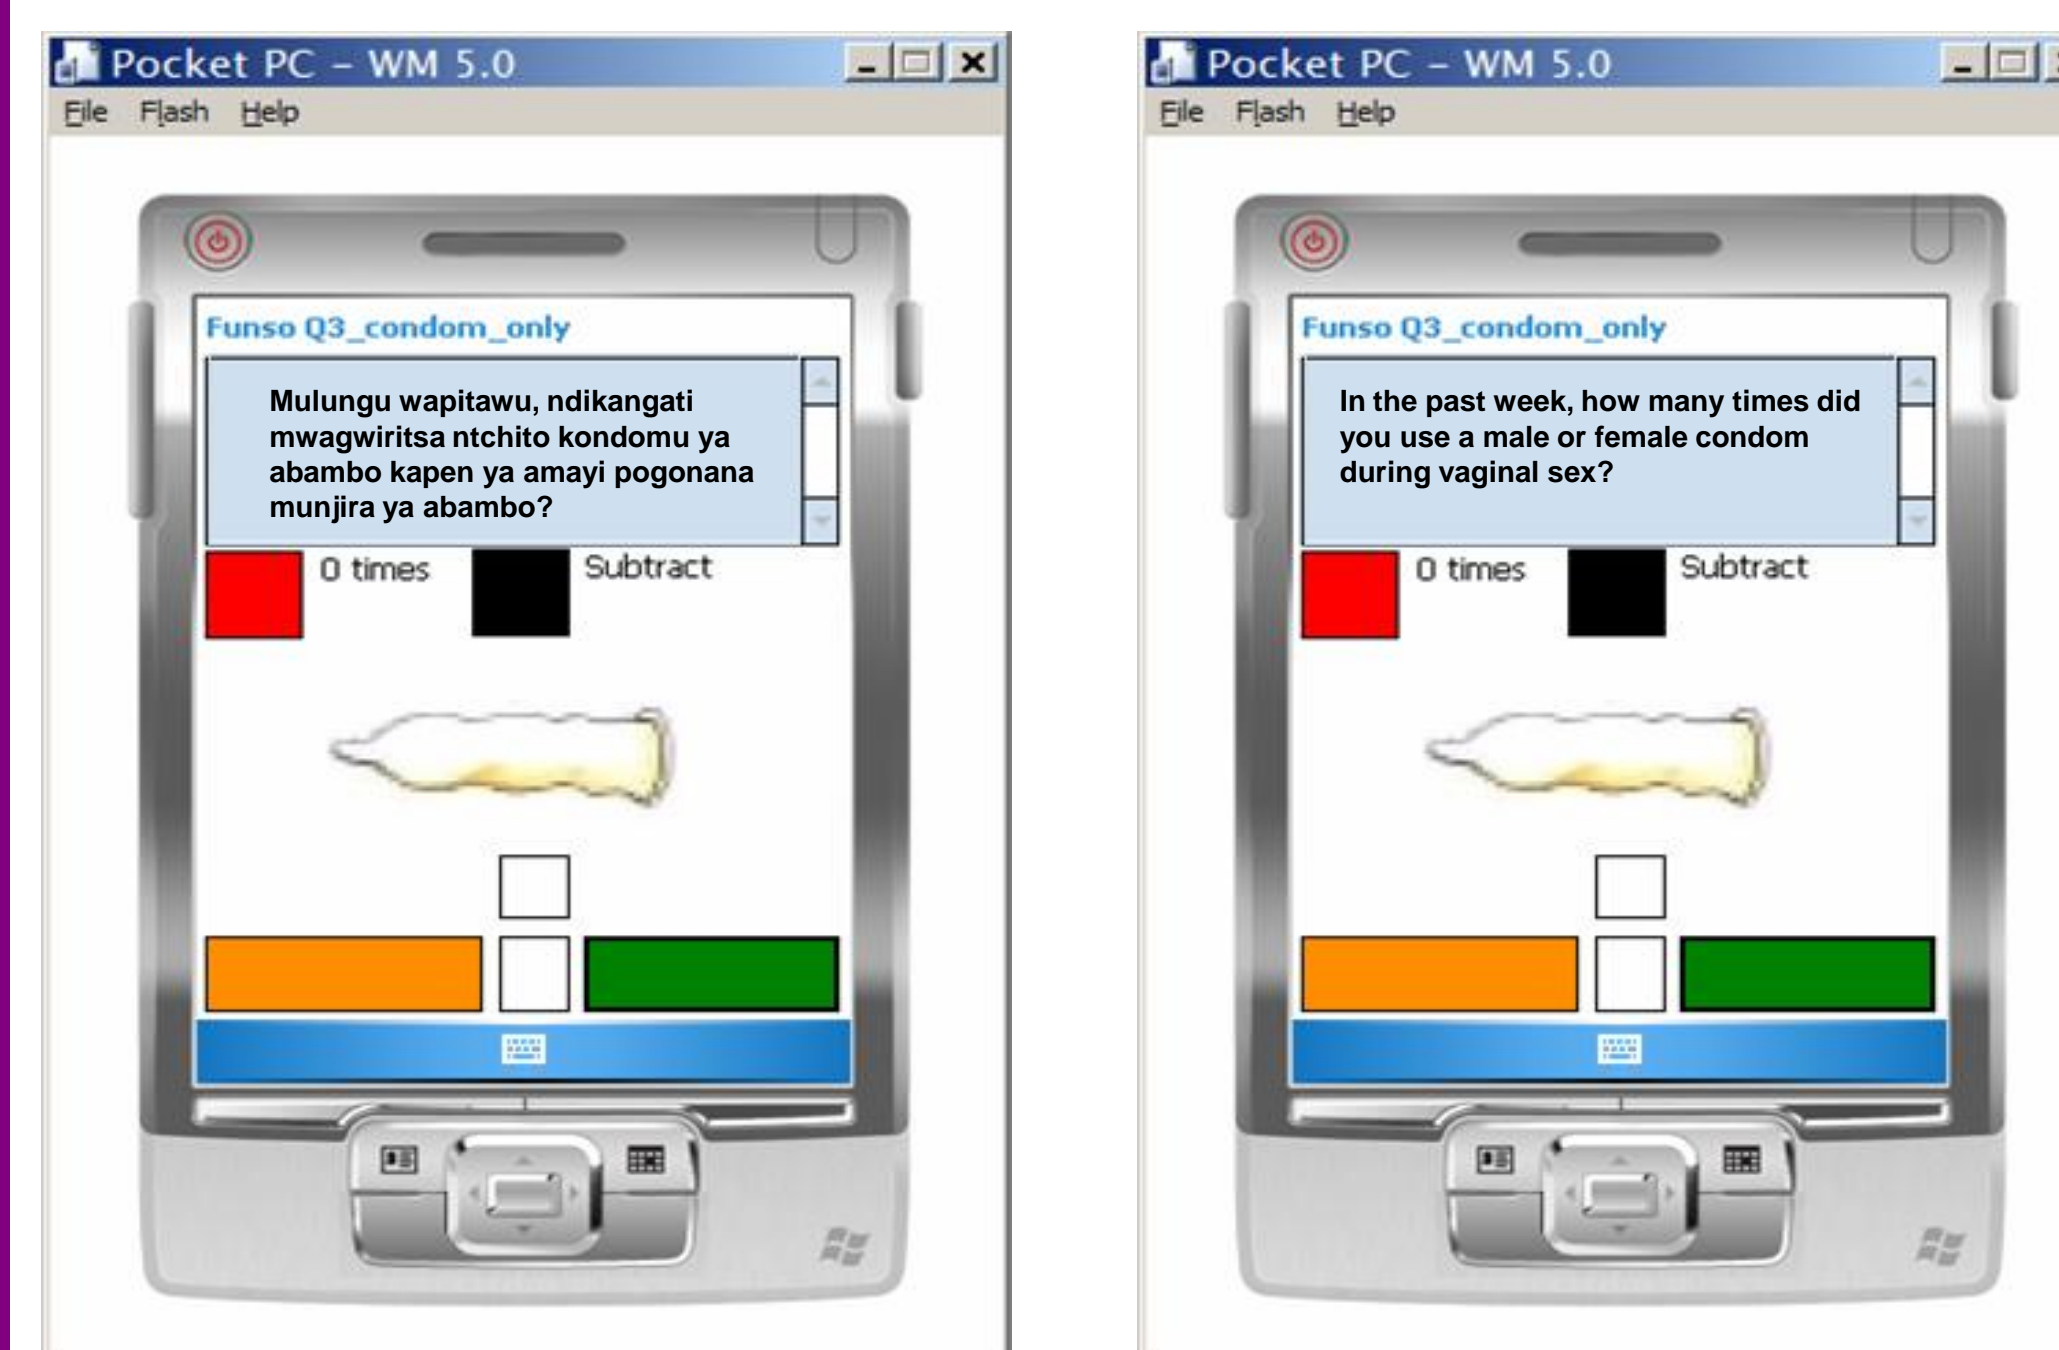 Pocket PC – WM 5.0
File Flash Help
Funso Q3_condom_only
Mulungu wapitawu, ndikangati
mwagwiritsa ntchito kondomu ya
abambo kapen ya amayi pogonana
munjira ya abambo?
0 times
Subtract
Pocket PC – WM 5.0
File Flash Help
Funso Q3_condom_only
In the past week, how many times did
you use a male or female condom
during vaginal sex?
0 times
Subtract